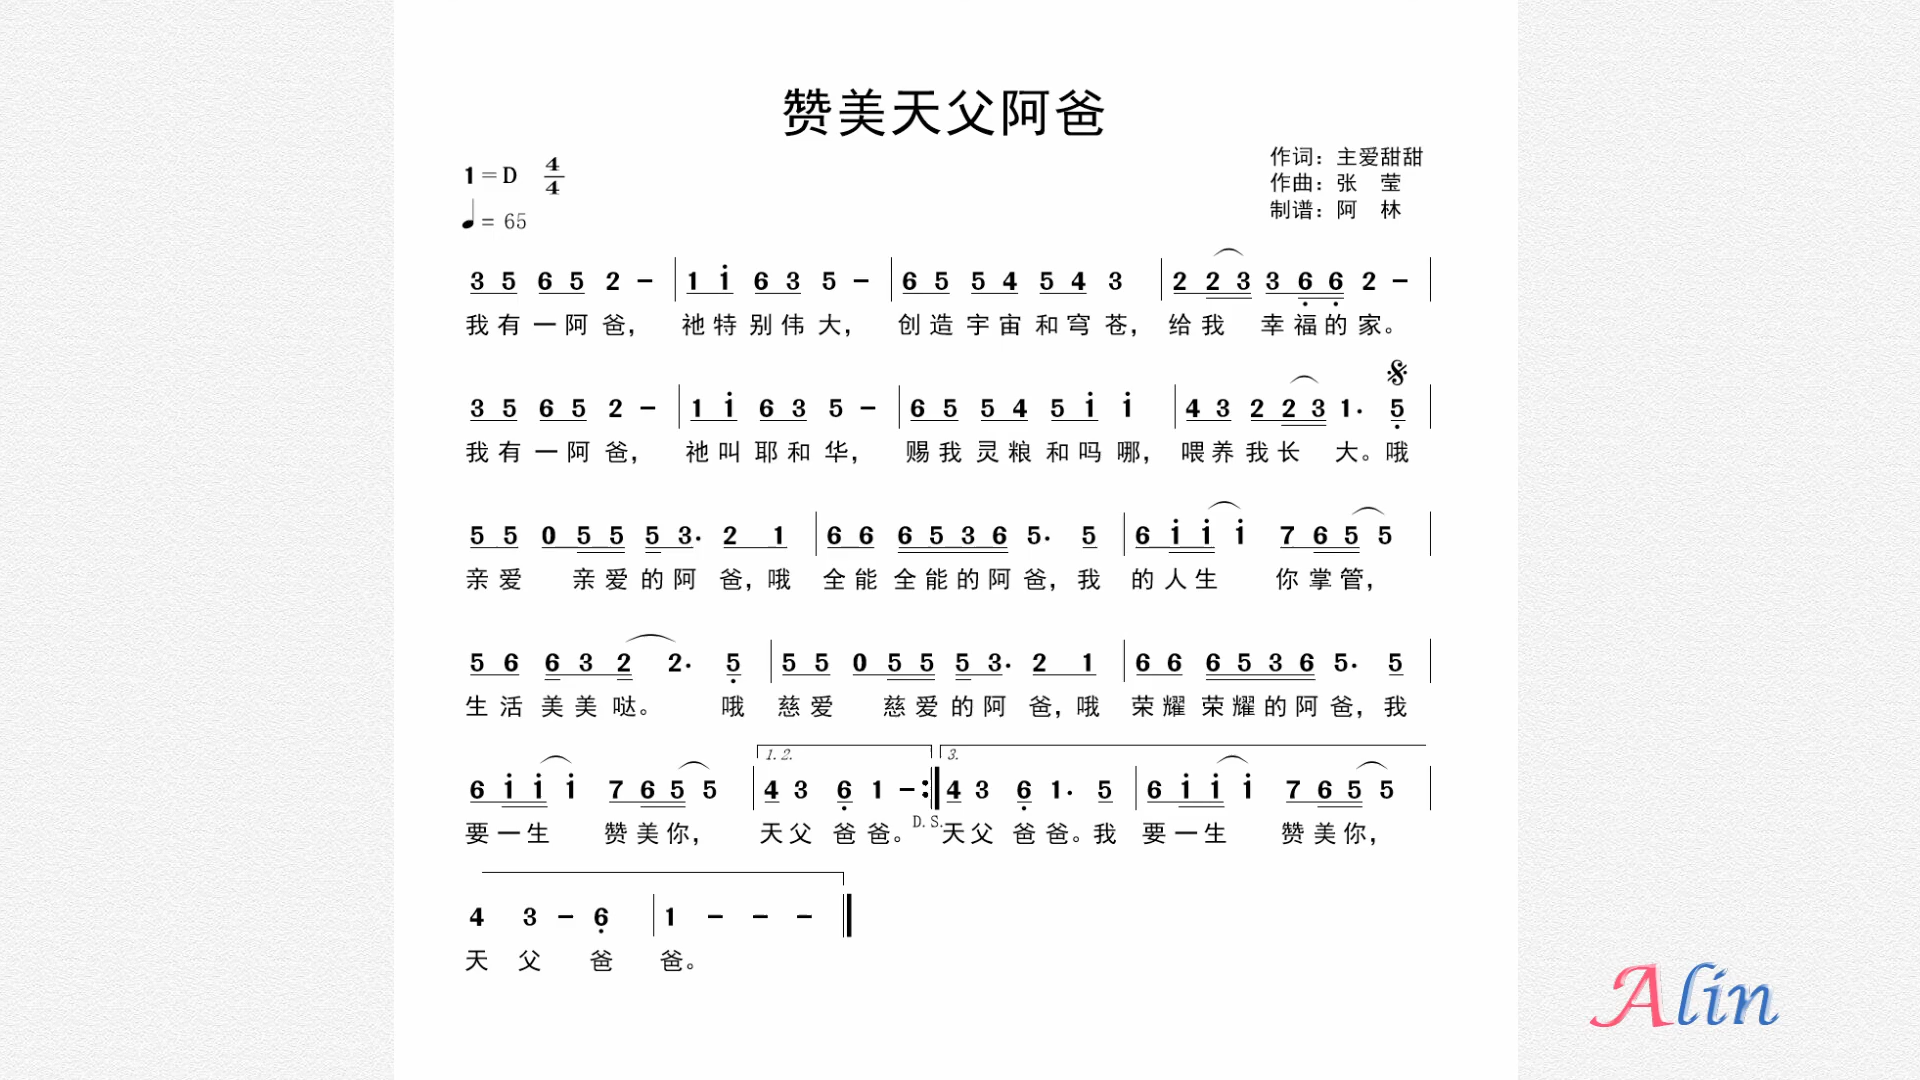 赞美天父阿爸
1=D 4/4
♩= 65
作词：主爱甜甜
作曲：张 莹
制谱：阿 林
3 5 6 5 2 － | 1 i 6 3 5 － | 6 5 5 4 5 4 3 | 2 2 3 3 6̣ 6̣ 2 － |
我有一阿爸， 祂特别伟大， 创造宇宙和穹苍， 给我 幸福的家。
3 5 6 5 2 － | 1 i 6 3 5 － | 6 5 5 4 5 i i | 4 3 2 2 3 1. 5̣ |
我有一阿爸， 祂叫耶和华， 赐我灵粮和吗哪， 喂养我长 大。哦
5 5 0 5 5 5 3. 2 1 | 6 6 6 5 3 6 5. 5 | 6 i i i 7 6 5 5 |
亲爱 亲爱的阿 爸，哦 全能全能的阿爸，我 的人生 你掌管，
5 6 6 3 2 2. 5̣ | 5 5 0 5 5 5 3. 2 1 | 6 6 6 5 3 6 5. 5 |
生活美美哒。 哦 慈爱 慈爱的阿 爸，哦 荣耀荣耀的阿爸，我
1. 2. 3.
6 i i i 7 6 5 5 | 4 3 6̣ 1 － :| 4 3 6̣ 1. 5 | 6 i i i 7 6 5 5 |
D.S.
要一生 赞美你， 天父 爸爸。 天父 爸爸。我 要一生 赞美你，
4 3 － 6̣ | 1 － － － ‖
天 父 爸 爸。
Alin